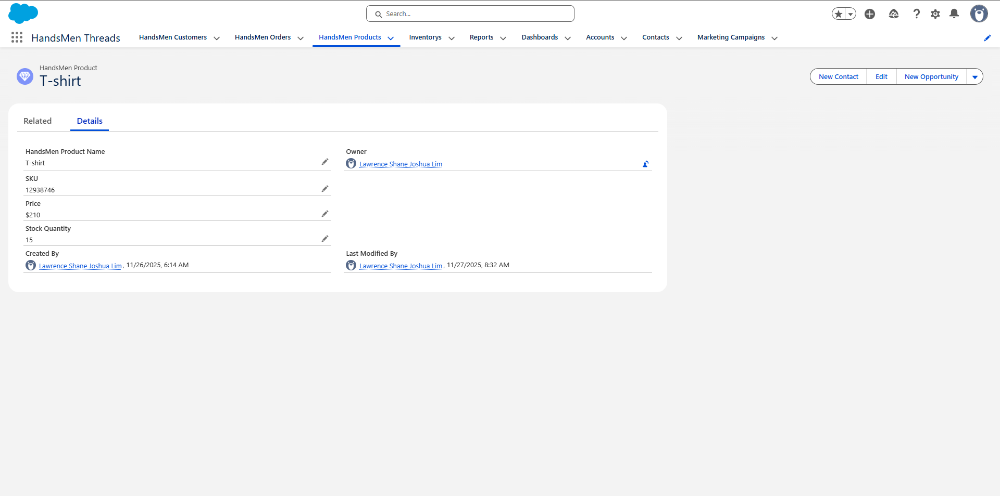 Search...
HandsMen Threads
HandsMen Customers
HandsMen Orders
HandsMen Products
Inventorys
Reports
Dashboards
Accounts
Contacts
Marketing Campaigns
HandsMen Product
T-shirt
New Contact
Edit
New Opportunity
Related
Details
HandsMen Product Name
T-shirt
Owner
Lawrence Shane Joshua Lim
SKU
12938746
Price
$210
Stock Quantity
15
Created By
Lawrence Shane Joshua Lim, 11/26/2025, 6:14 AM
Last Modified By
Lawrence Shane Joshua Lim, 11/27/2025, 8:32 AM